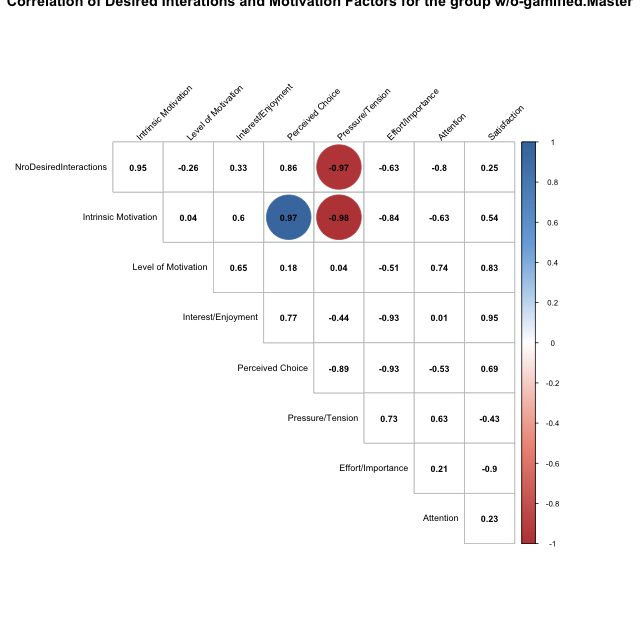 Correlation of Desired Interations and Motivation Factors for the group w/o-gamified.Master
Intrinsic Motivation
Level of Motivation
Interest/Enjoyment
Perceived Choice
Pressure/Tension
Effort/Importance
Attention
Satisfaction
NroDesiredInteractions 0.95 -0.26 0.33 0.86 -0.97 -0.63 -0.8 0.25
Intrinsic Motivation 0.04 0.6 0.97 -0.98 -0.84 -0.63 0.54
Level of Motivation 0.65 0.18 0.04 -0.51 0.74 0.83
Interest/Enjoyment 0.77 -0.44 -0.93 0.01 0.95
Perceived Choice -0.89 -0.93 -0.53 0.69
Pressure/Tension 0.73 0.63 -0.43
Effort/Importance 0.21 -0.9
Attention 0.23
1
0.8
0.6
0.4
0.2
0
-0.2
-0.4
-0.6
-0.8
-1